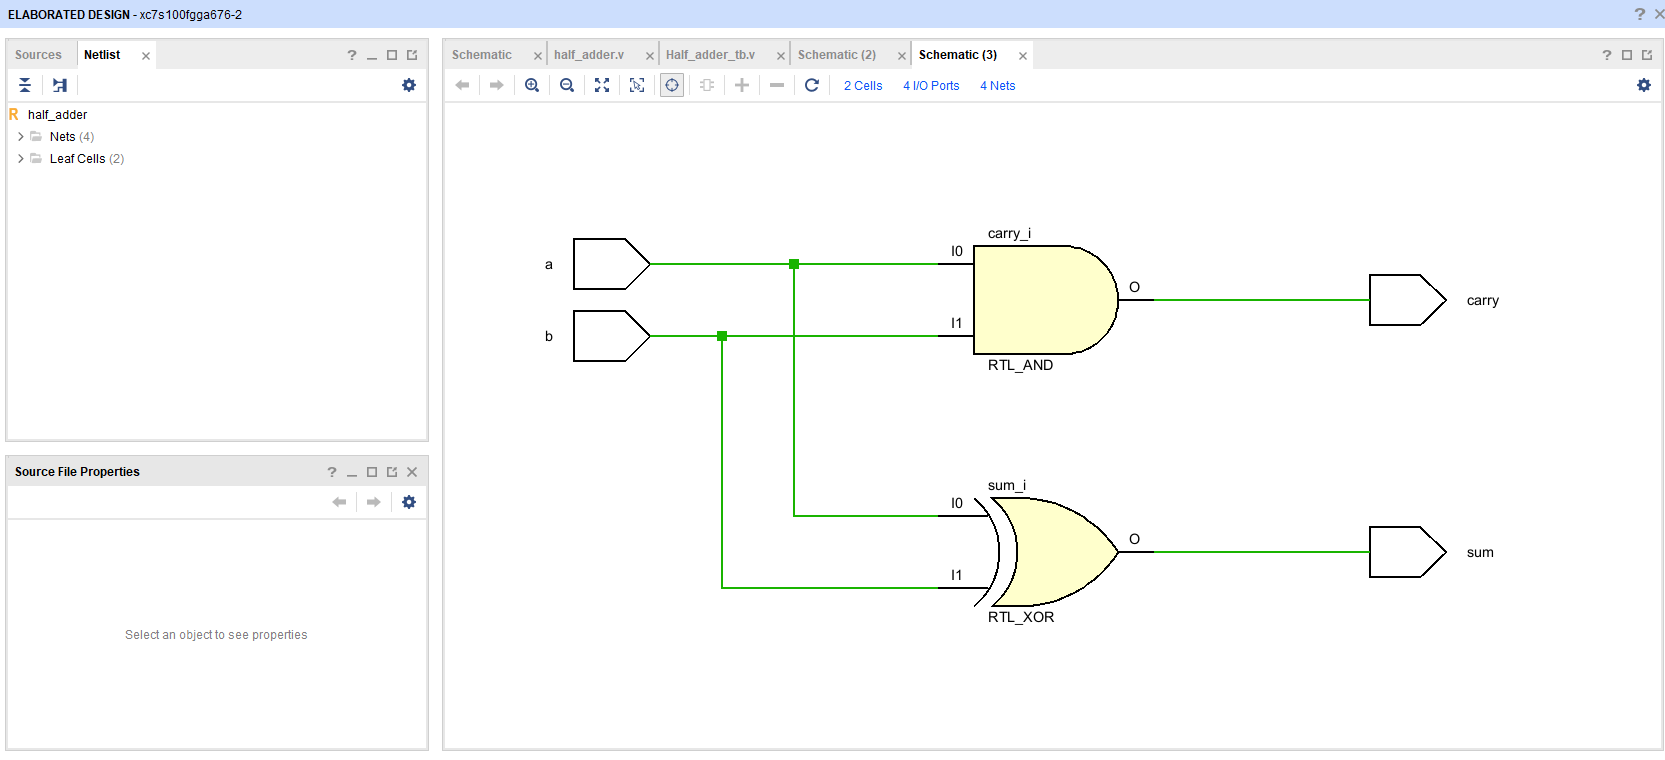 ELABORATED DESIGN - xc7s100fgga676-2
Sources Netlist
half_adder
Nets (4)
Leaf Cells (2)
Source File Properties
Select an object to see properties
Schematic half_adder.v Half_adder_tb.v Schematic (2) Schematic (3)
2 Cells 4 I/O Ports 4 Nets
carry_i
a I0 O
b I1 carry
RTL_AND
sum_i
I0 O
I1 sum
RTL_XOR